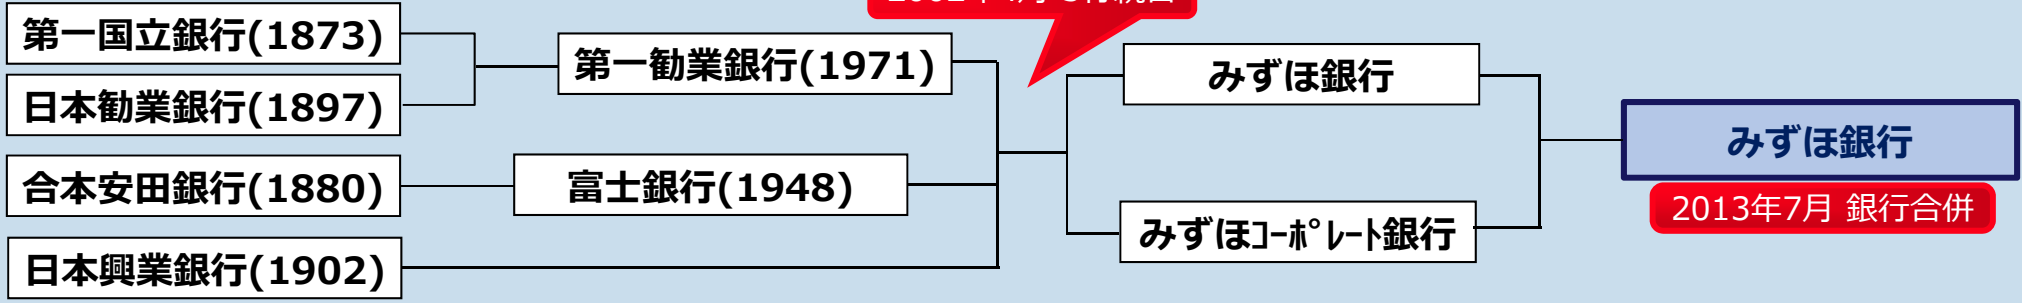 第一国立銀行(1873)
日本勧業銀行(1897)
合本安田銀行(1880)
日本興業銀行(1902)
第一勧業銀行(1971)
富士銀行(1948)
みずほ銀行
みずほｺｰﾎﾟﾚｰﾄ銀行
みずほ銀行
2013年7月 銀行合併